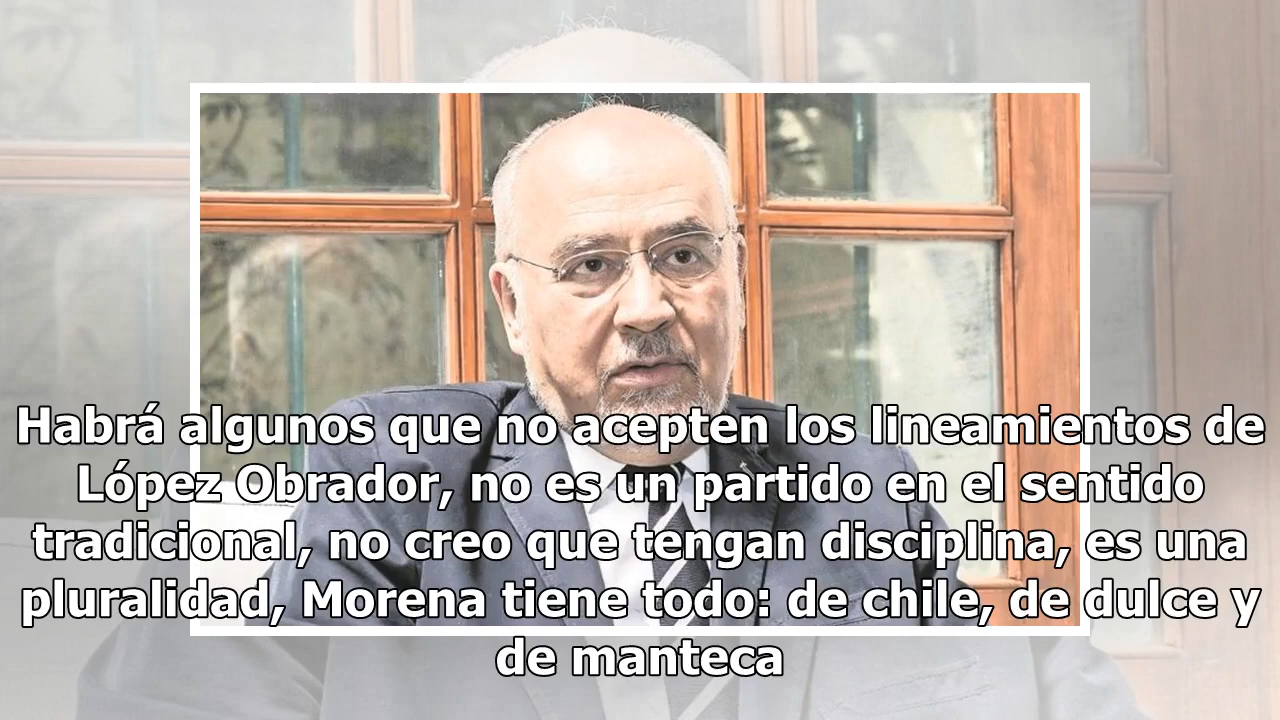 Habrá algunos que no acepten los lineamientos de
López Obrador, no es un partido en el sentido
tradicional, no creo que tengan disciplina, es una
pluralidad, Morena tiene todo: de chile, de dulce y
de manteca